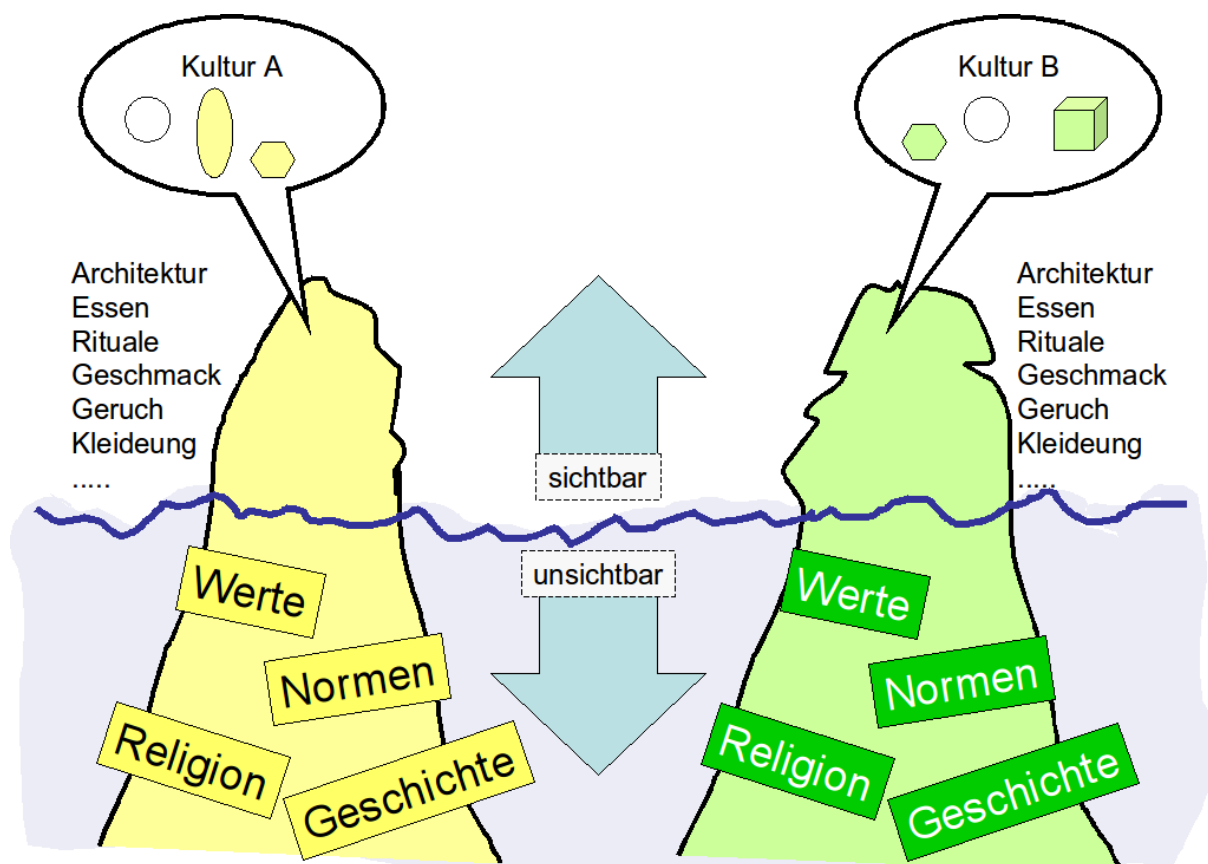 Kultur A
Kultur B
Architektur
Essen
Rituale
Geschmack
Geruch
Kleideung
.....
Architektur
Essen
Rituale
Geschmack
Geruch
Kleideung
.....
sichtbar
unsichtbar
Werte
Normen
Religion
Geschichte
Werte
Normen
Religion
Geschichte